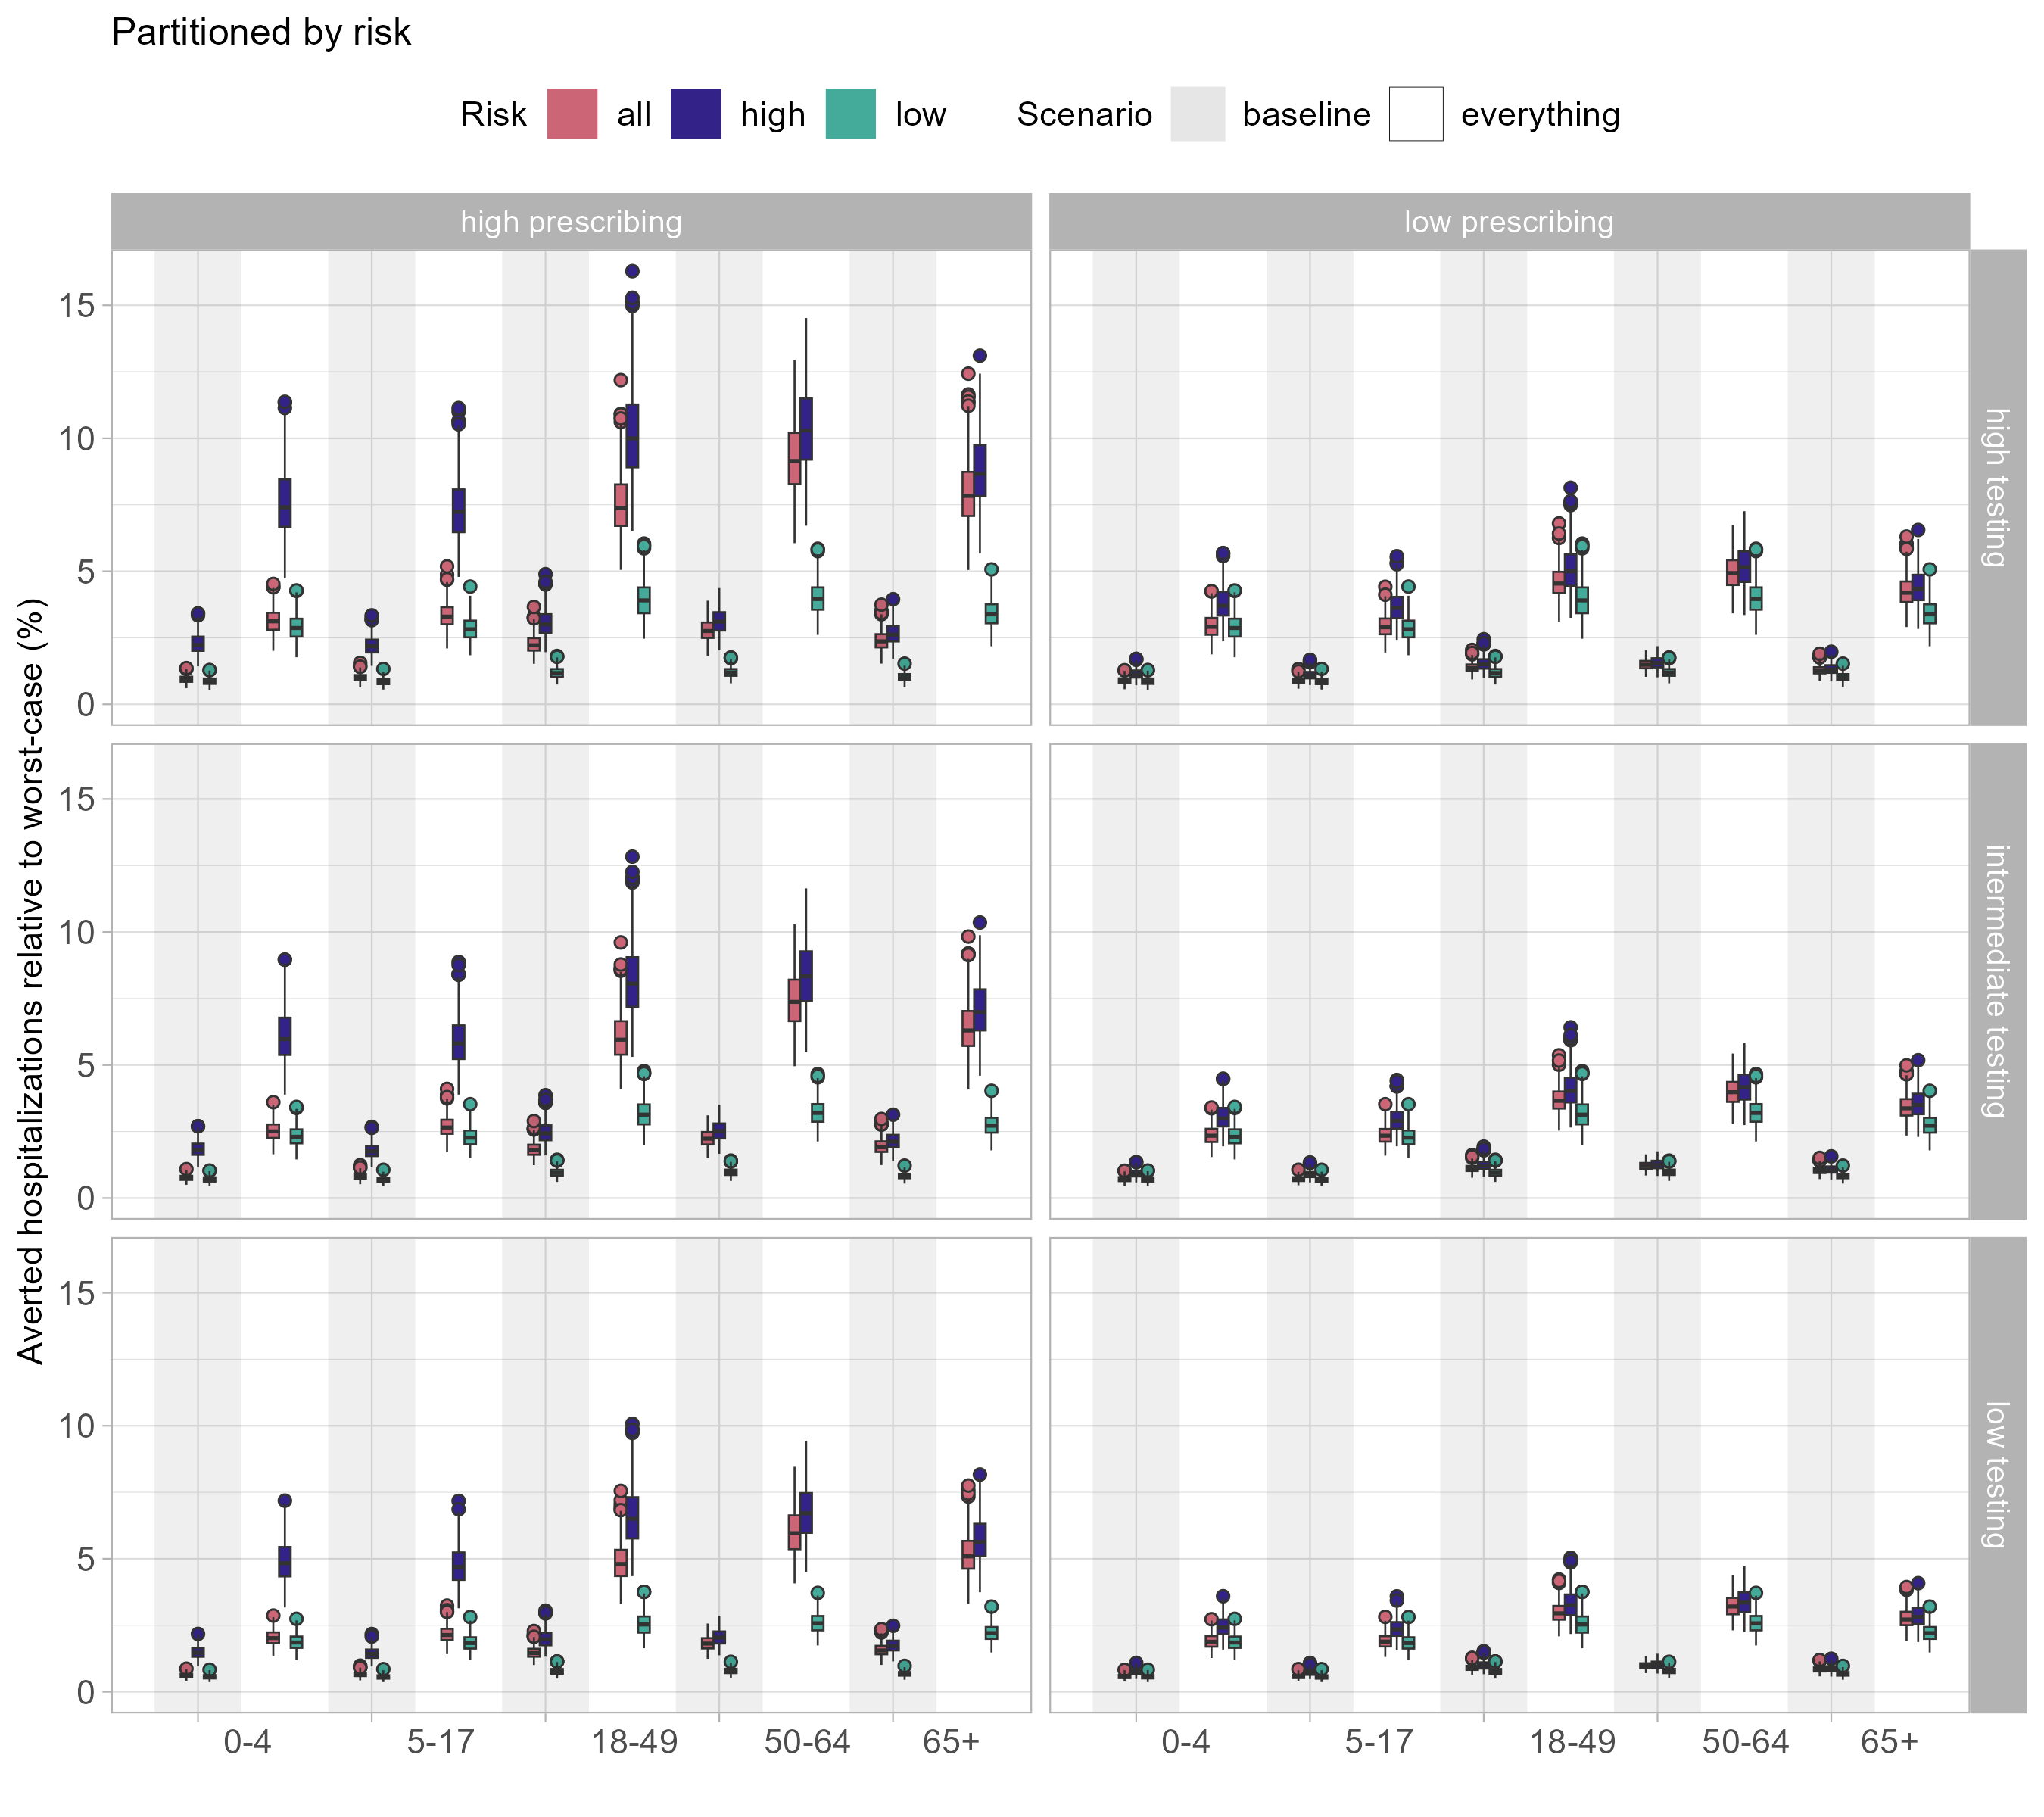 Partitioned by risk
Risk all high low Scenario baseline everything
high prescribing low prescribing
Averted hospitalizations relative to worst-case (%)
15
10
5
0
high testing
15
10
5
0
intermediate testing
15
10
5
0
low testing
0-4 5-17 18-49 50-64 65+ 0-4 5-17 18-49 50-64 65+